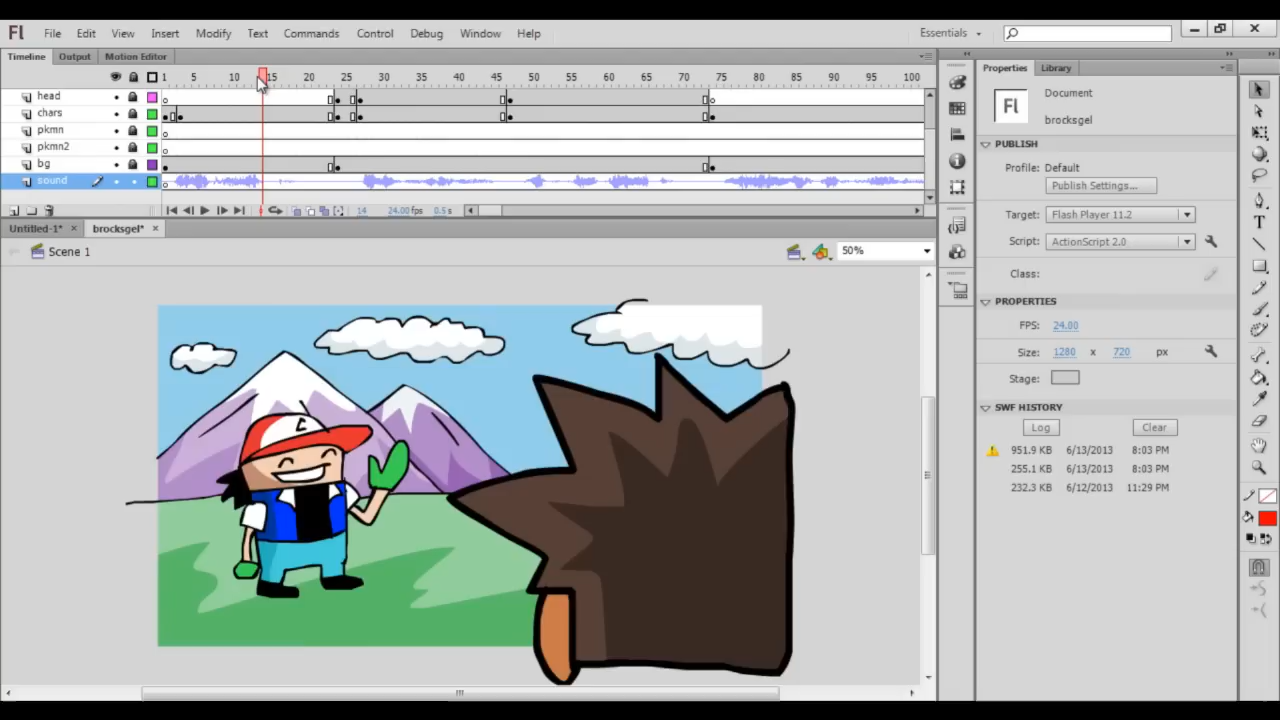 Fl File Edit View Insert Modify Text Commands Control Debug Window Help Essentials
Timeline Output Motion Editor
1 5 10 15 20 25 30 35 40 45 50 55 60 65 70 75 80 85 90 95 100
head
chars
pkmn
pkmn2
bg
sound
14 24.00fps 0.5s
Untitled-1* × brocksgel* ×
Scene 1 50%
C
Properties Library
Fl Document
brocksgel
PUBLISH
Profile: Default
Publish Settings...
Target: Flash Player 11.2
Script: ActionScript 2.0
Class:
PROPERTIES
FPS: 24.00
Size: 1280 x 720 px
Stage:
SWF HISTORY
Log Clear
951.9 KB 6/13/2013 8:03 PM
255.1 KB 6/13/2013 8:03 PM
232.3 KB 6/12/2013 11:29 PM
T